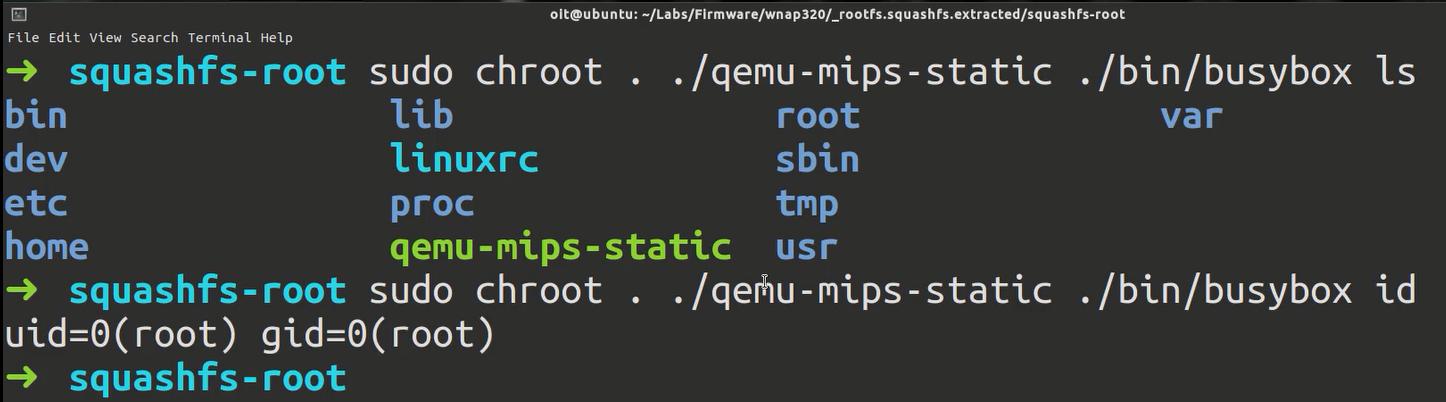 oit@ubuntu: ~/Labs/Firmware/wnap320/_rootfs.squashfs.extracted/squashfs-root
File Edit View Search Terminal Help
➜ squashfs-root sudo chroot . ./qemu-mips-static ./bin/busybox ls
bin lib root var
dev linuxrc sbin
etc proc tmp
home qemu-mips-static usr
➜ squashfs-root sudo chroot . ./qemu-mips-static ./bin/busybox id
uid=0(root) gid=0(root)
➜ squashfs-root